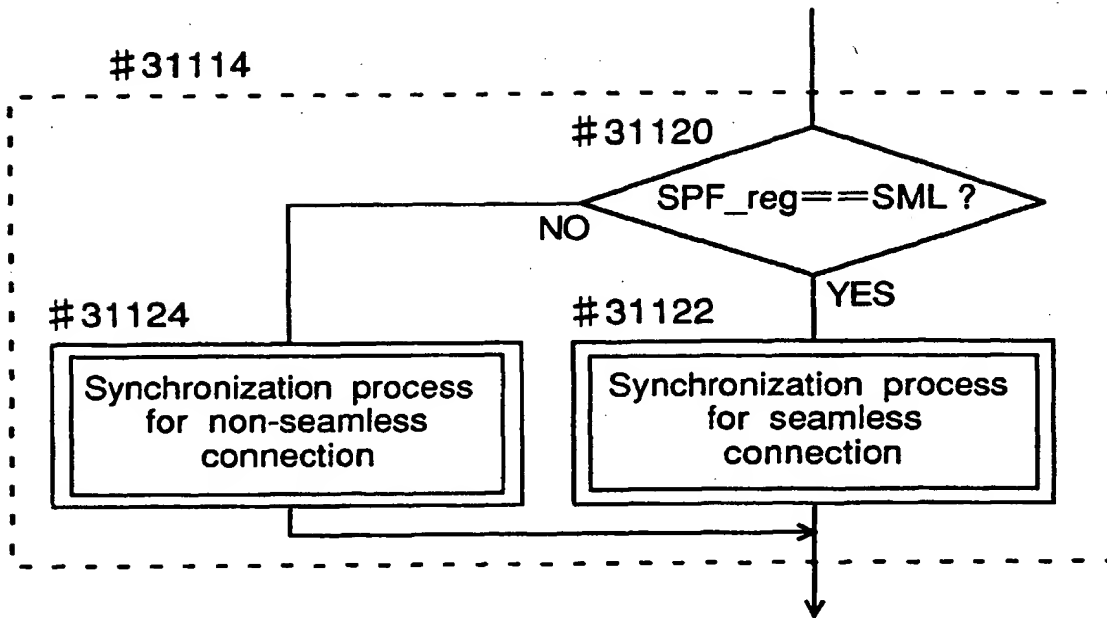 #31114
#31120
SPF_reg==SML ?
NO
YES
#31124
#31122
Synchronization process
for non-seamless
connection
Synchronization process
for seamless
connection